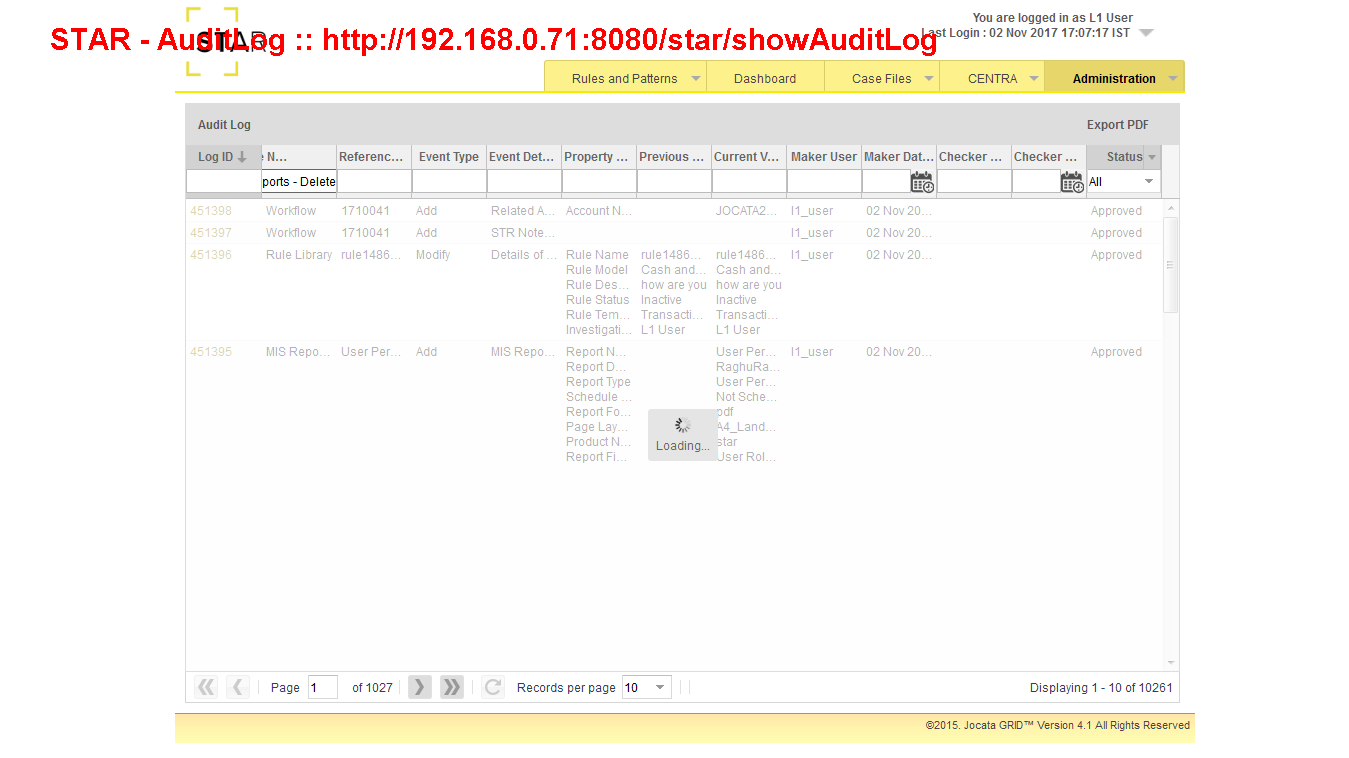 You are logged in as L1 User
STAR - AuditLog :: http://192.168.0.71:8080/star/showAuditLog
STAR
Last Login : 02 Nov 2017 17:07:17 IST
Rules and Patterns Dashboard Case Files CENTRA Administration
Audit Log Export PDF
Log ID N... Referenc... Event Type Event Det... Property ... Previous ... Current V... Maker User Maker Dat... Checker ... Checker ... Status
ports - Delete All
451398 Workflow 1710041 Add Related A... Account N... JOCATA2... l1_user 02 Nov 20... Approved
451397 Workflow 1710041 Add STR Note... l1_user 02 Nov 20... Approved
451396 Rule Library rule1486... Modify Details of ... Rule Name rule1486... rule1486... l1_user 02 Nov 20... Approved
Rule Model Cash and... Cash and...
Rule Des... how are you how are you
Rule Status Inactive Inactive
Rule Tem... Transacti... Transacti...
Investigati... L1 User L1 User
451395 MIS Repo... User Per... Add MIS Repo... Report N... User Per... l1_user 02 Nov 20... Approved
Report D... RaghuRa...
Report Type User Per...
Schedule ... Not Sche...
Report Fo... pdf
Page Lay... A4_Land...
Product N... star
Loading...
Report Fi... User Rol...
Page 1 of 1027 Records per page 10 Displaying 1 - 10 of 10261
©2015. Jocata GRID™ Version 4.1 All Rights Reserved